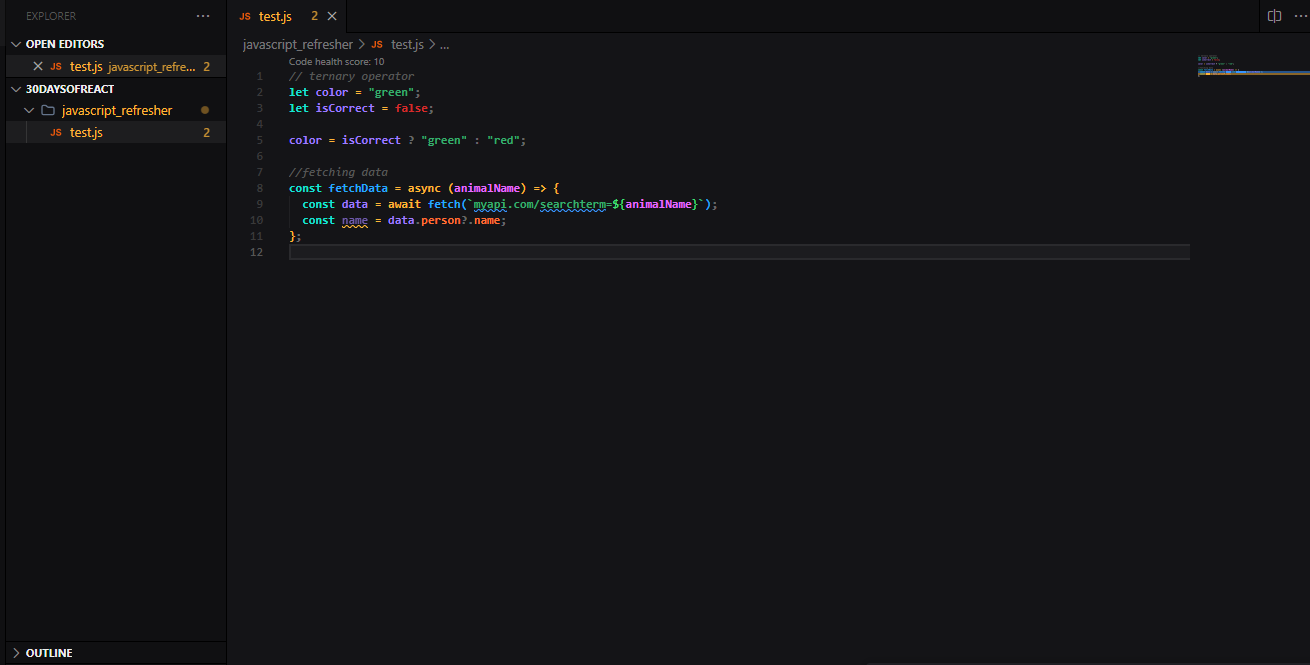 EXPLORER
OPEN EDITORS
JS test.js javascript_refre... 2
30DAYSOFREACT
javascript_refresher
JS test.js 2
OUTLINE
JS test.js 2
javascript_refresher > JS test.js > ...
Code health score: 10
1 // ternary operator
2 let color = "green";
3 let isCorrect = false;
4
5 color = isCorrect ? "green" : "red";
6
7 //fetching data
8 const fetchData = async (animalName) => {
9 const data = await fetch(`myapi.com/searchterm=${animalName}`);
10 const name = data.person?.name;
11 };
12